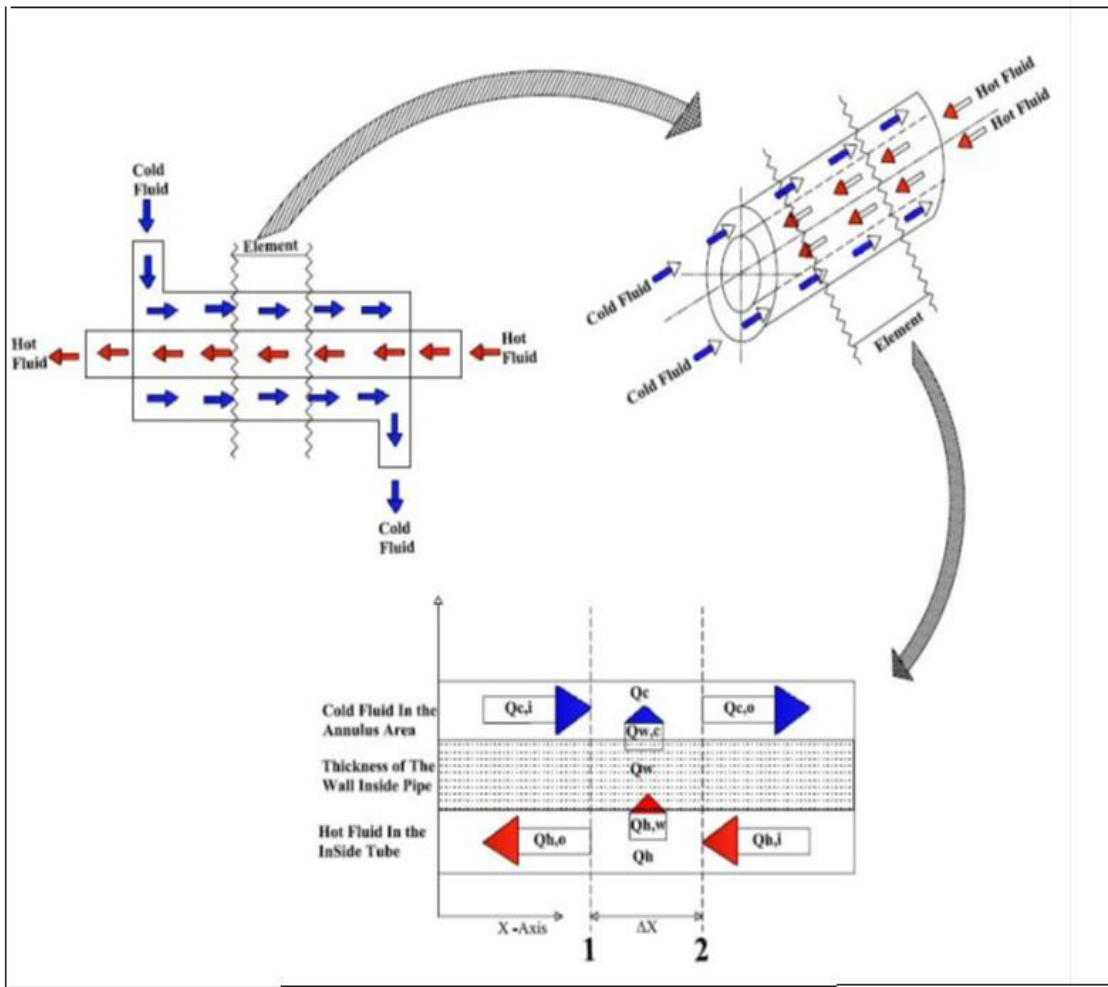 Cold
Fluid
Element
Hot
Fluid
Hot
Fluid
Cold
Fluid
Hot Fluid
Hot Fluid
Cold Fluid
Cold Fluid
Element
Cold Fluid In the
Annulus Area
Thickness of The
Wall Inside Pipe
Hot Fluid In the
InSide Tube
Qc,i
Qc
Qw,c
Qc,o
Qw
Qh,o
Qh,w
Qh
Qh,i
X -Axis
ΔX
1
2